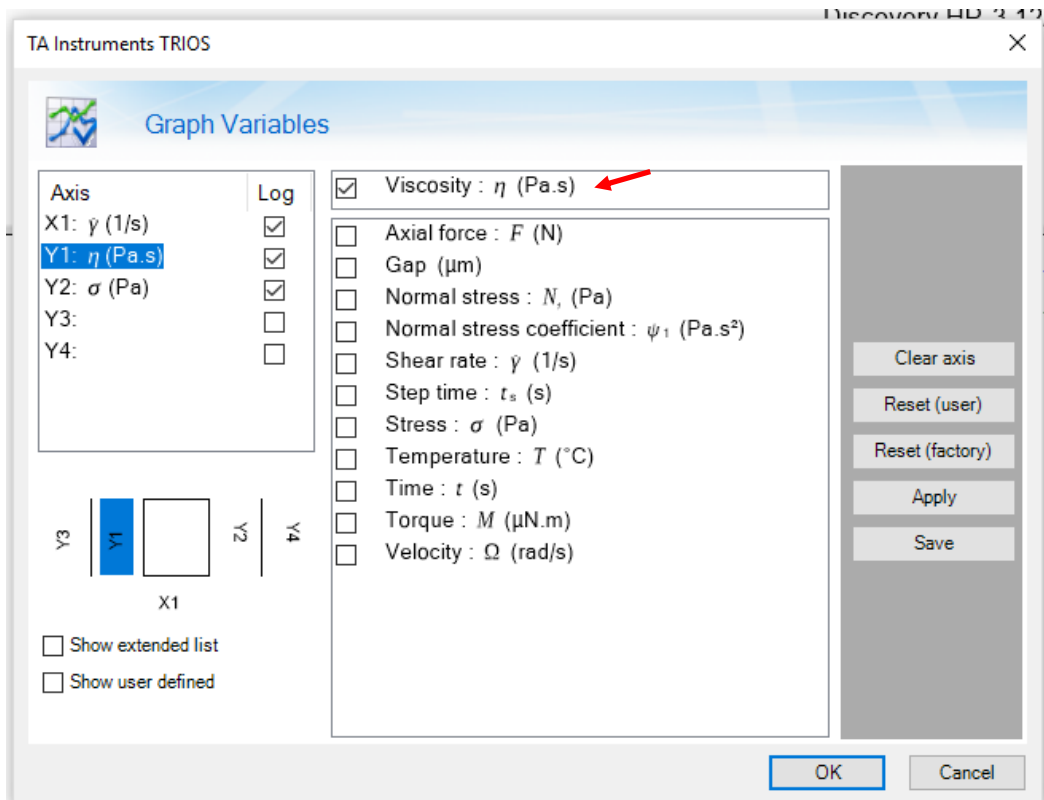 Discovery HR 3 12
TA Instruments TRIOS
Graph Variables
Axis Log
X1: γ̇ (1/s)
Y1: η (Pa.s)
Y2: σ (Pa)
Y3:
Y4:
Viscosity : η (Pa.s)
Axial force : F (N)
Gap (μm)
Normal stress : N, (Pa)
Normal stress coefficient : ψ₁ (Pa.s²)
Shear rate : γ̇ (1/s)
Step time : tₛ (s)
Stress : σ (Pa)
Temperature : T (°C)
Time : t (s)
Torque : M (μN.m)
Velocity : Ω (rad/s)
Y3 Y1 Y2 Y4
X1
Show extended list
Show user defined
Clear axis
Reset (user)
Reset (factory)
Apply
Save
OK Cancel